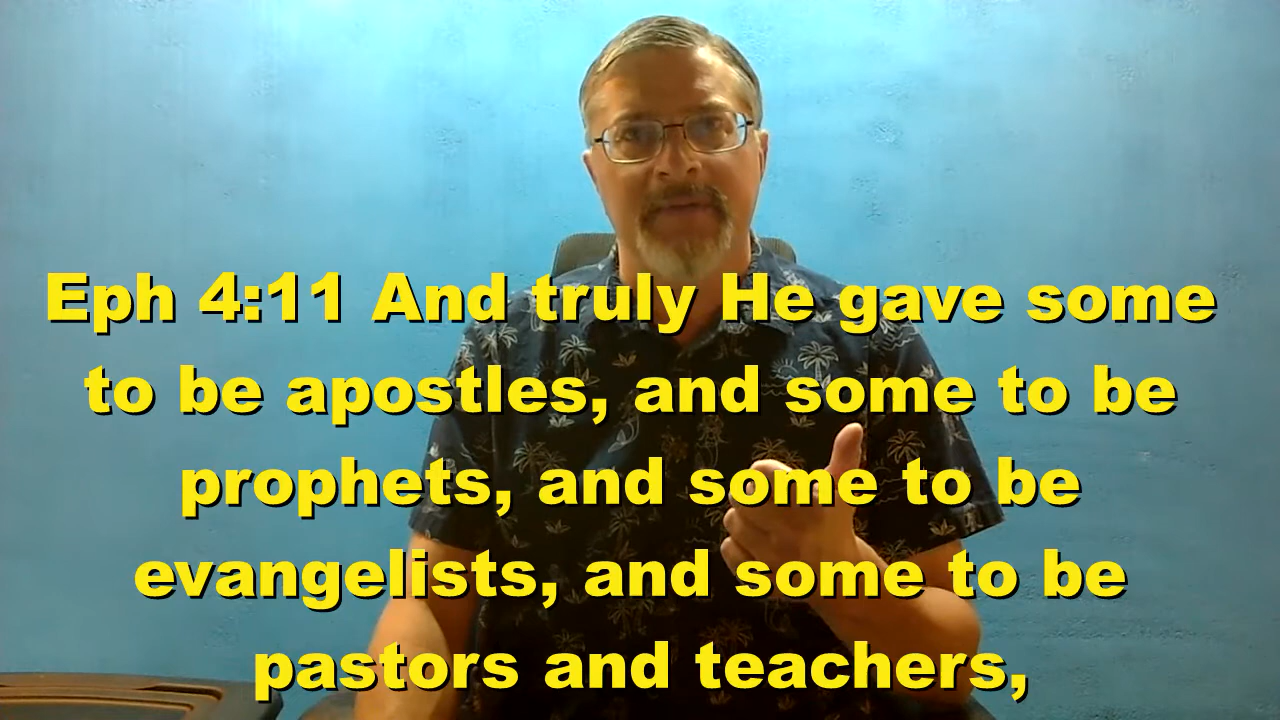 Eph 4:11 And truly He gave some
to be apostles, and some to be
prophets, and some to be
evangelists, and some to be
pastors and teachers,